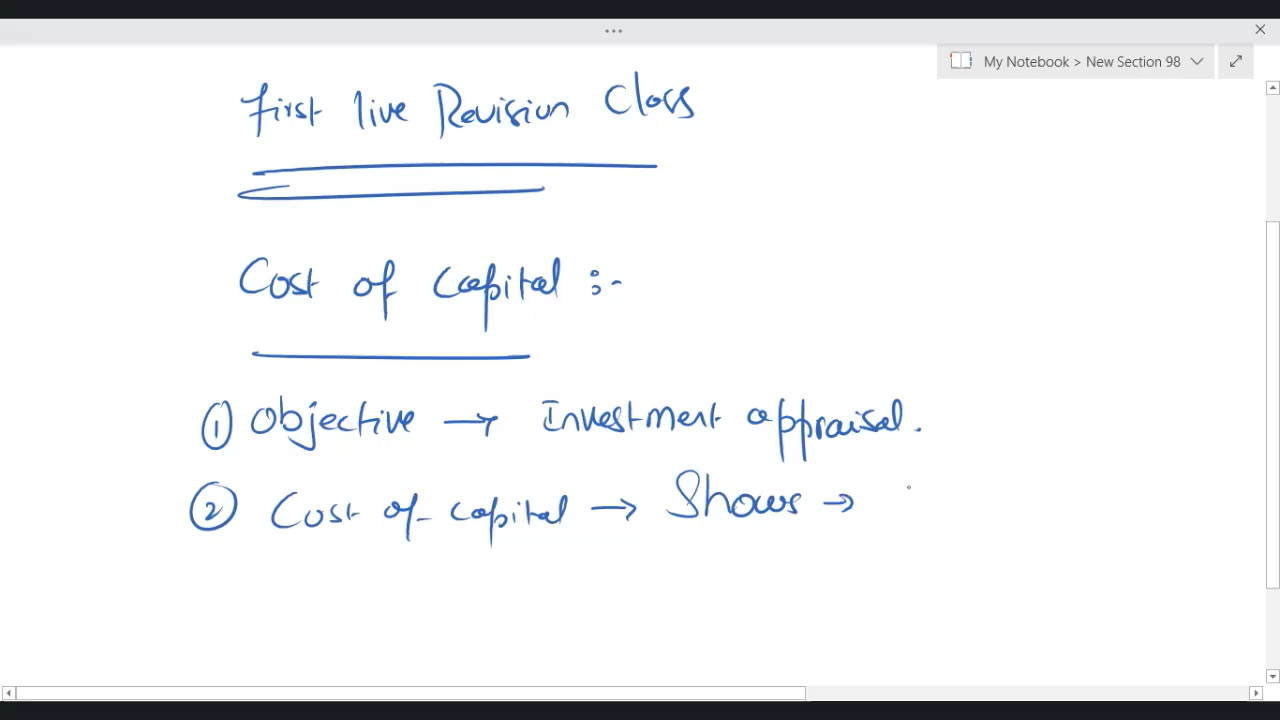 My Notebook > New Section 98
First live Revision Class
Cost of Capital :-
① Objective → Investment appraisal.
② Cost of capital → Shows →